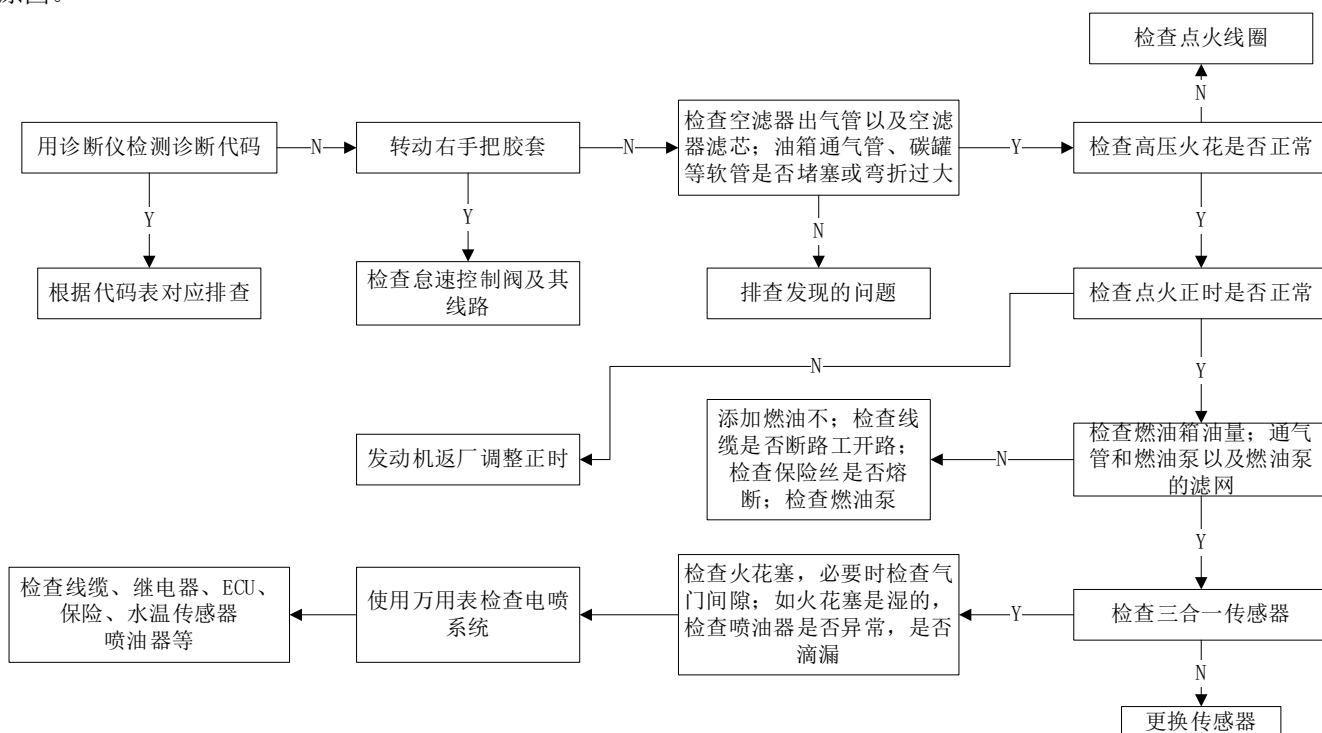 原因。
检查点火线圈
N
用诊断仪检测诊断代码
N
转动右手把胶套
N
检查空滤器出气管以及空滤
器滤芯；油箱通气管、碳罐
等软管是否堵塞或弯折过大
Y
检查高压火花是否正常
Y
Y
N
Y
根据代码表对应排查
检查怠速控制阀及其
线路
排查发现的问题
检查点火正时是否正常
N
Y
发动机返厂调整正时
添加燃油不；检查线
缆是否断路工开路；
检查保险丝是否熔
断；检查燃油泵
N
检查燃油箱油量；通气
管和燃油泵以及燃油泵
的滤网
Y
检查线缆、继电器、ECU、
保险、水温传感器
喷油器等
使用万用表检查电喷
系统
检查火花塞，必要时检查气
门间隙；如火花塞是湿的，
检查喷油器是否异常，是否
滴漏
Y
检查三合一传感器
N
更换传感器